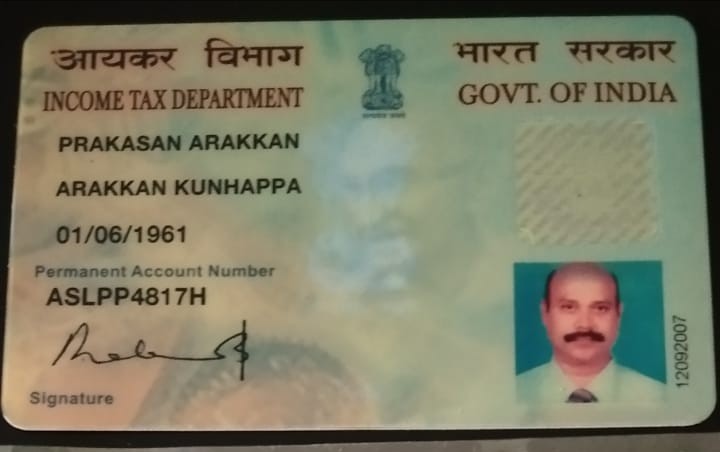 आयकर विभाग
भारत सरकार
INCOME TAX DEPARTMENT
GOVT. OF INDIA
PRAKASAN ARAKKAN
ARAKKAN KUNHAPPA
01/06/1961
Permanent Account Number
ASLPP4817H
Signature
12092007